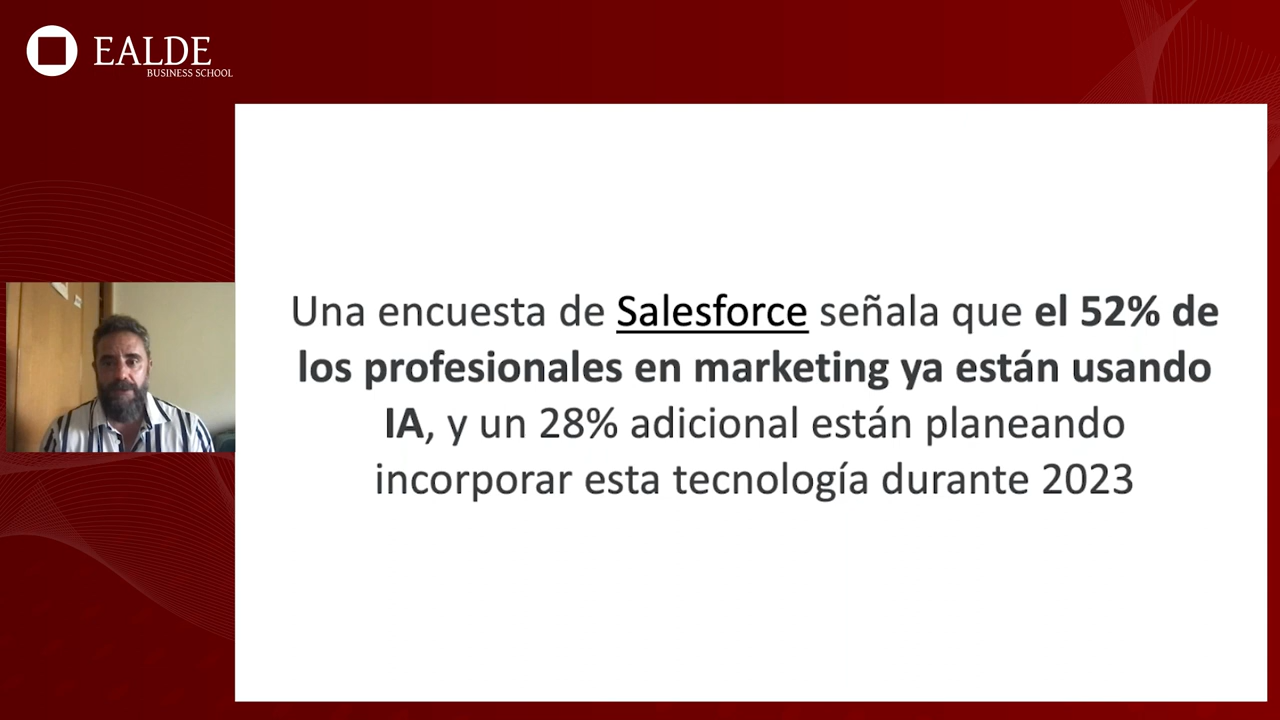 EALDE
BUSINESS SCHOOL
Una encuesta de Salesforce señala que el 52% de
los profesionales en marketing ya están usando
IA, y un 28% adicional están planeando
incorporar esta tecnología durante 2023